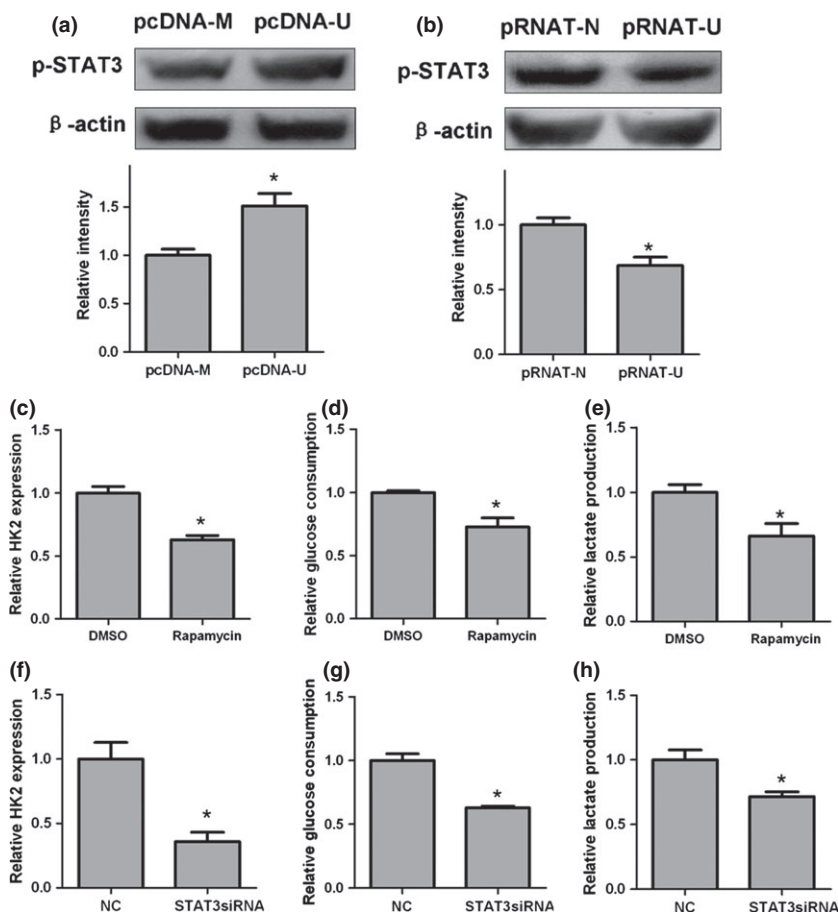 (a)
pcDNA-M pcDNA-U
p-STAT3
β-actin
Relative intensity
1.5
1.0
0.5
0.0
*
pcDNA-M pcDNA-U
(b)
pRNAT-N pRNAT-U
p-STAT3
β-actin
Relative intensity
1.0
0.5
0.0
*
pRNAT-N pRNAT-U
(c)
Relative HK2 expression
1.5
1.0
0.5
0.0
*
DMSO Rapamycin
(d)
Relative glucose consumption
1.5
1.0
0.5
0.0
*
DMSO Rapamycin
(e)
Relative lactate production
1.5
1.0
0.5
0.0
*
DMSO Rapamycin
(f)
Relative HK2 expression
1.5
1.0
0.5
0.0
*
NC STAT3siRNA
(g)
Relative glucose consumption
1.5
1.0
0.5
0.0
*
NC STAT3siRNA
(h)
Relative lactate production
1.5
1.0
0.5
0.0
*
NC STAT3siRNA